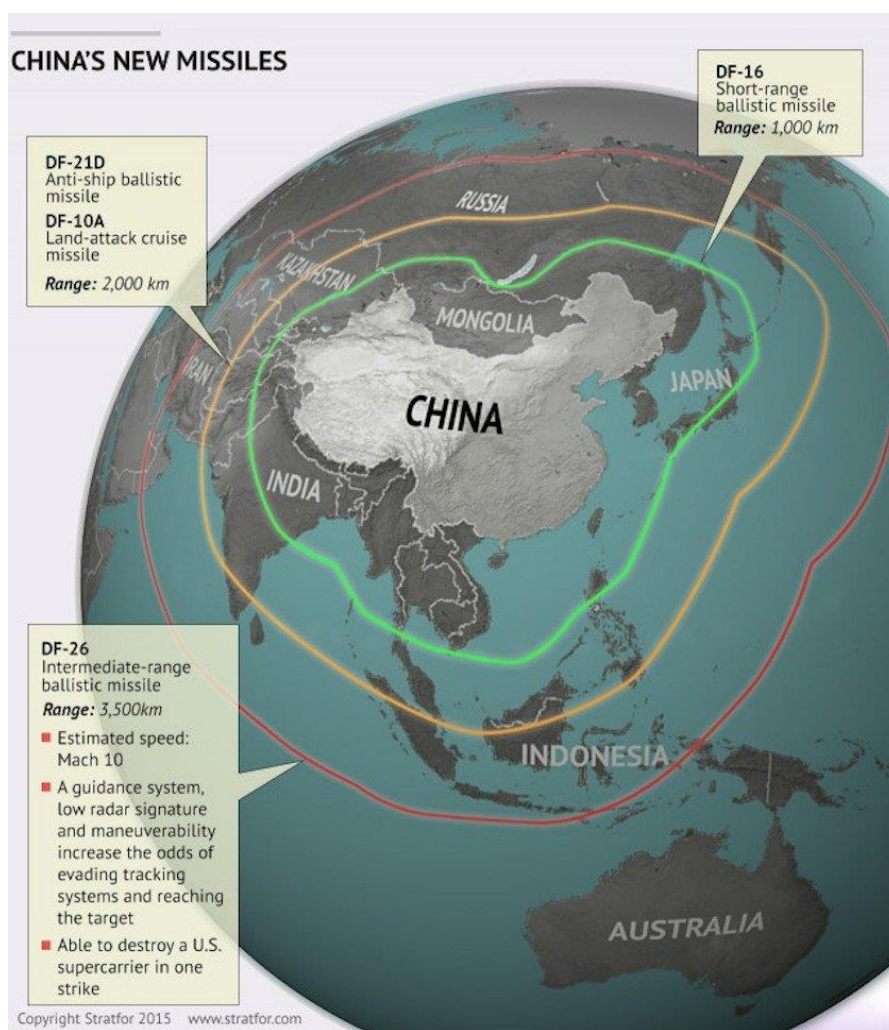 CHINA'S NEW MISSILES
DF-16
Short-range
ballistic missile
Range: 1,000 km
DF-21D
Anti-ship ballistic
missile
DF-10A
Land-attack cruise
missile
Range: 2,000 km
RUSSIA
KAZAKHSTAN
MONGOLIA
IRAN
JAPAN
CHINA
INDIA
DF-26
Intermediate-range
ballistic missile
Range: 3,500km
Estimated speed:
Mach 10
A guidance system,
low radar signature
and maneuverability
increase the odds of
evading tracking
systems and reaching
the target
Able to destroy a U.S.
supercarrier in one
strike
INDONESIA
AUSTRALIA
Copyright Stratfor 2015 www.stratfor.com